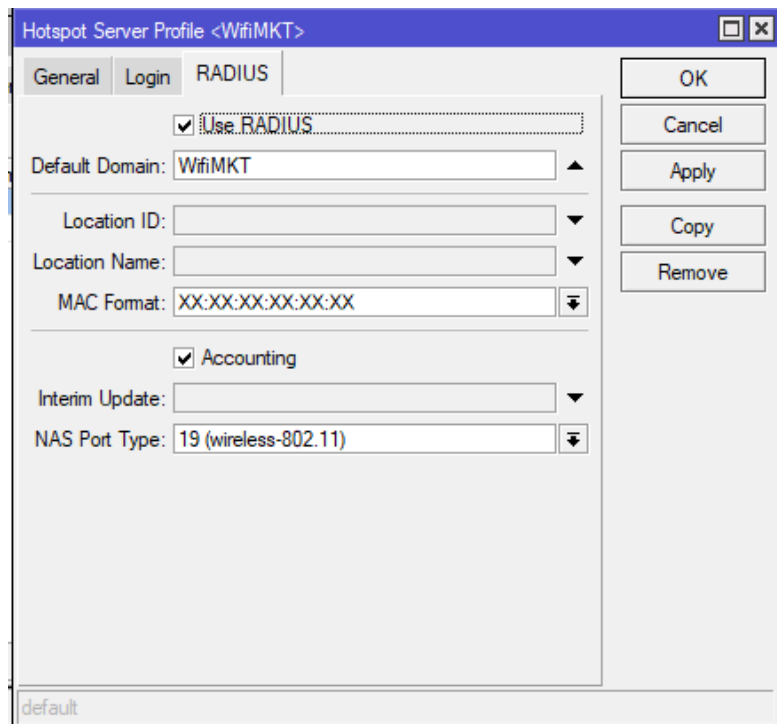 Hotspot Server Profile <WifiMKT>
General Login RADIUS
Use RADIUS
Default Domain: WifiMKT
Location ID:
Location Name:
MAC Format: XX:XX:XX:XX:XX:XX
Accounting
Interim Update:
NAS Port Type: 19 (wireless-802.11)
OK
Cancel
Apply
Copy
Remove
default